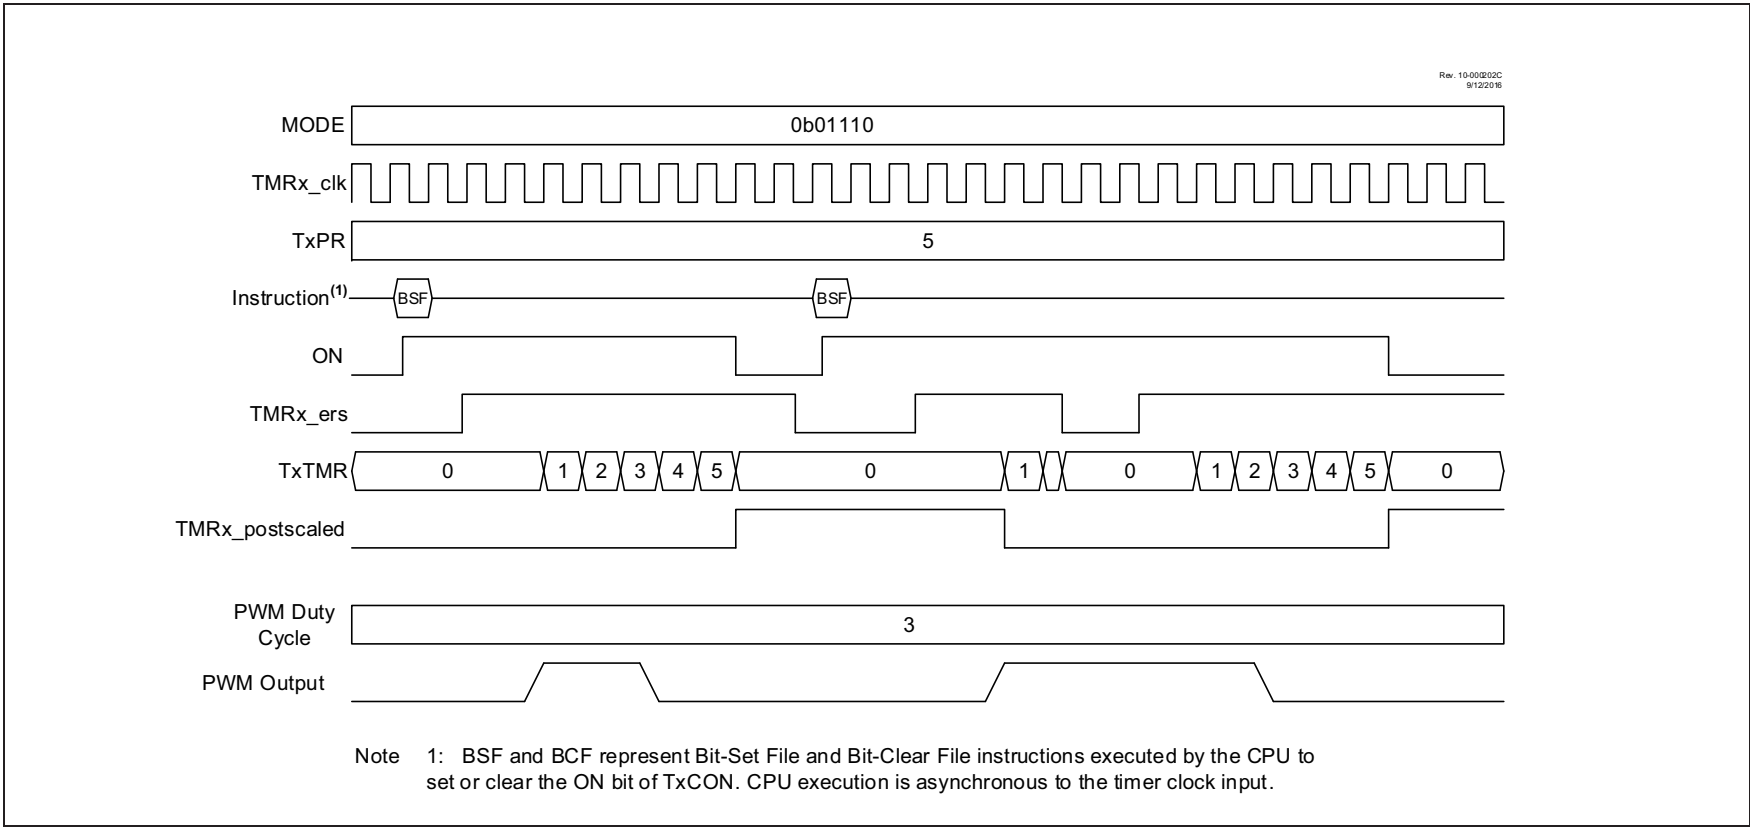 Rev. 10-000202C
9/12/2016
MODE 0b01110
TMRx_clk
TxPR 5
Instruction(1) BSF BSF
ON
TMRx_ers
TxTMR 0 1 2 3 4 5 0 1 0 1 2 3 4 5 0
TMRx_postscaled
PWM Duty
Cycle 3
PWM Output
Note 1: BSF and BCF represent Bit-Set File and Bit-Clear File instructions executed by the CPU to
set or clear the ON bit of TxCON. CPU execution is asynchronous to the timer clock input.